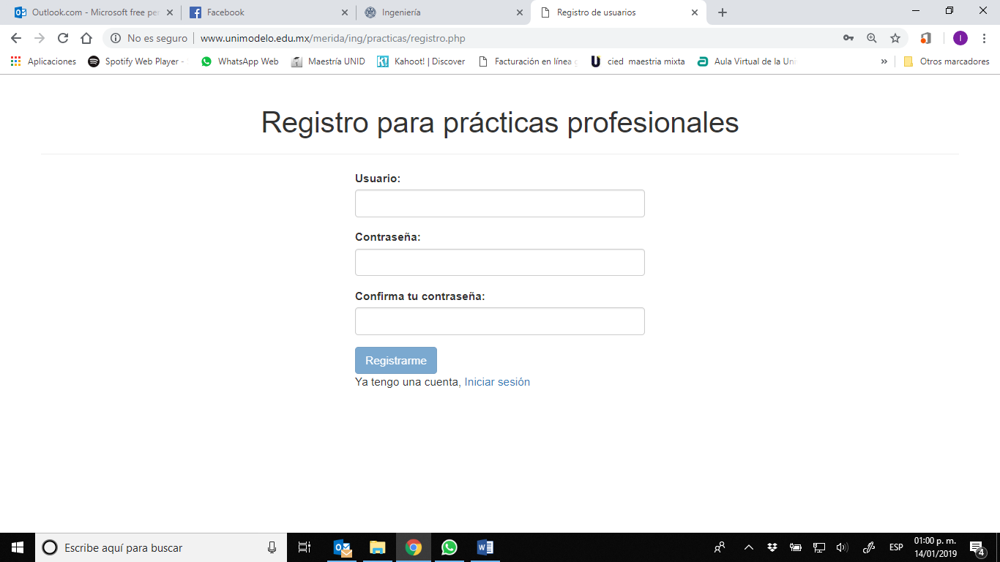 Outlook.com - Microsoft free per
Facebook
Ingeniería
Registro de usuarios
No es seguro
www.unimodelo.edu.mx/merida/ing/practicas/registro.php
I
Aplicaciones
Spotify Web Player -
WhatsApp Web
Maestría UNID
K! Kahoot! | Discover
Facturación en línea g
cied maestria mixta
Aula Virtual de la Uni
»
Otros marcadores
Registro para prácticas profesionales
Usuario:
Contraseña:
Confirma tu contraseña:
Registrarme
Ya tengo una cuenta, Iniciar sesión
Escribe aquí para buscar
ESP
01:00 p. m.
14/01/2019
4